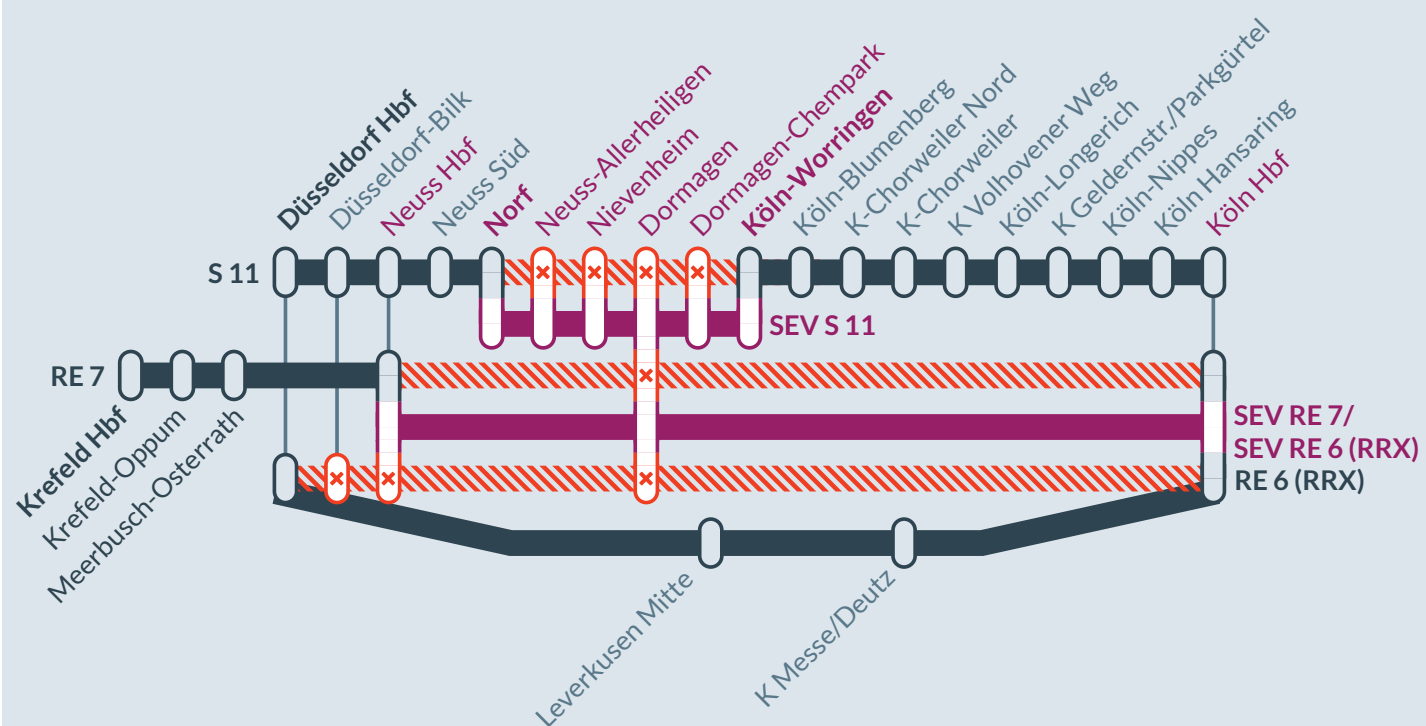 Düsseldorf Hbf
Düsseldorf-Bilk
Neuss Hbf
Neuss Süd
Norf
Neuss-Allerheiligen
Nievenheim
Dormagen
Dormagen-Chempark
Köln-Worringen
Köln-Blumenberg
K-Chorweiler Nord
K-Chorweiler
K Volhovener Weg
Köln-Longerich
K Geldernstr./Parkgürtel
Köln-Nippes
Köln Hansaring
Köln Hbf
S 11
SEV S 11
RE 7
Krefeld Hbf
Krefeld-Oppum
Meerbusch-Osterrath
SEV RE 7/
SEV RE 6 (RRX)
RE 6 (RRX)
Leverkusen Mitte
K Messe/Deutz